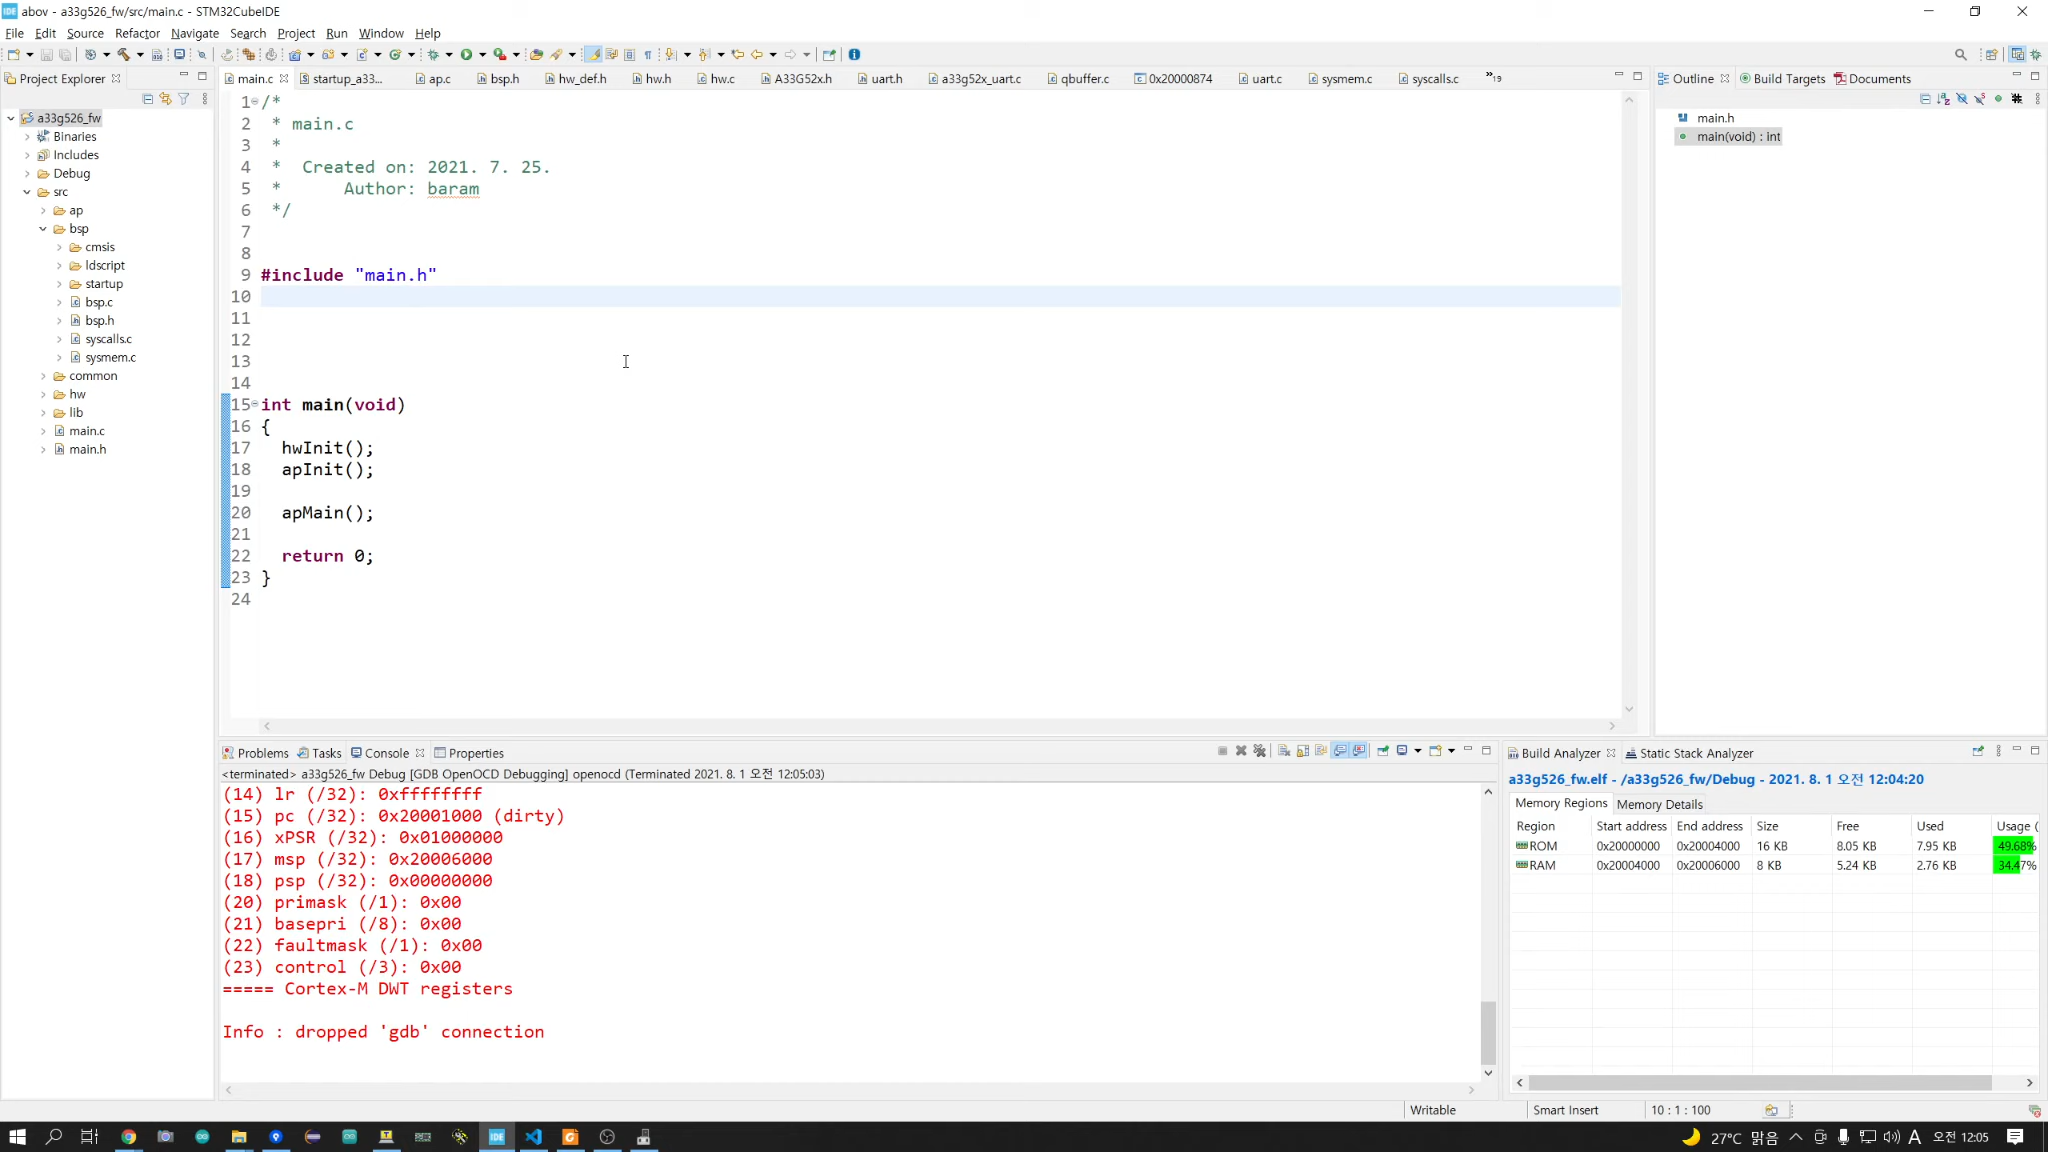 abov - a33g526_fw/src/main.c - STM32CubeIDE
File Edit Source Refactor Navigate Search Project Run Window Help
Project Explorer
main.c startup_a33... ap.c bsp.h hw_def.h hw.h hw.c A33G52x.h uart.h a33g52x_uart.c qbuffer.c 0x20000874 uart.c sysmem.c syscalls.c »19
Outline Build Targets Documents
a33g526_fw
Binaries
Includes
Debug
src
ap
bsp
cmsis
ldscript
startup
bsp.c
bsp.h
syscalls.c
sysmem.c
common
hw
lib
main.c
main.h
1 /*
2 * main.c
3 *
4 * Created on: 2021. 7. 25.
5 * Author: baram
6 */
7
8
9 #include "main.h"
10
11
12
13
14
15 int main(void)
16 {
17 hwInit();
18 apInit();
19
20 apMain();
21
22 return 0;
23 }
24
main.h
main(void) : int
Problems Tasks Console Properties
<terminated> a33g526_fw Debug [GDB OpenOCD Debugging] openocd (Terminated 2021. 8. 1 오전 12:05:03)
(14) lr (/32): 0xffffffff
(15) pc (/32): 0x20001000 (dirty)
(16) xPSR (/32): 0x01000000
(17) msp (/32): 0x20006000
(18) psp (/32): 0x00000000
(20) primask (/1): 0x00
(21) basepri (/8): 0x00
(22) faultmask (/1): 0x00
(23) control (/3): 0x00
===== Cortex-M DWT registers
Info : dropped 'gdb' connection
Build Analyzer Static Stack Analyzer
a33g526_fw.elf - /a33g526_fw/Debug - 2021. 8. 1 오전 12:04:20
Memory Regions Memory Details
Region Start address End address Size Free Used Usage (
ROM 0x20000000 0x20004000 16 KB 8.05 KB 7.95 KB 49.68%
RAM 0x20004000 0x20006000 8 KB 5.24 KB 2.76 KB 34.47%
Writable Smart Insert 10 : 1 : 100
27°C 맑음 A 오전 12:05